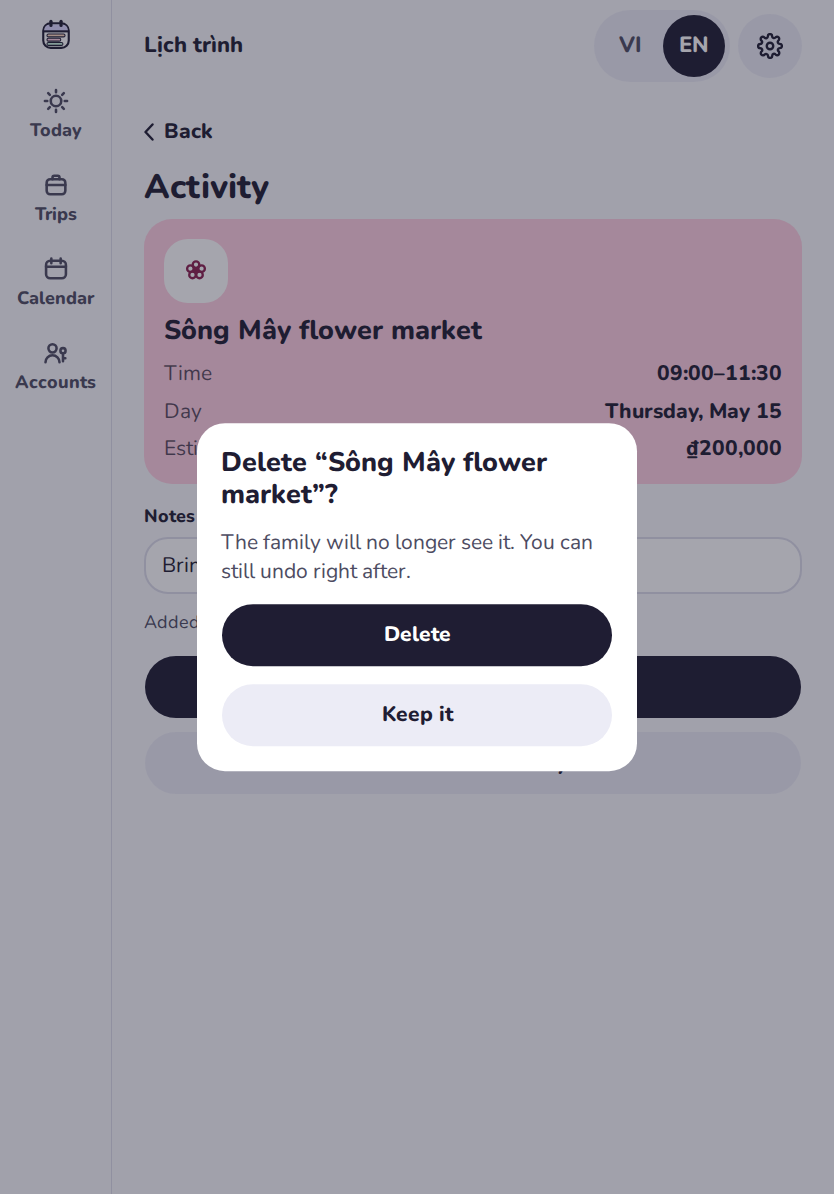 Lịch trình
VI
EN
Today
Trips
Calendar
Accounts
Back
Activity
Sông Mây flower market
Time
09:00–11:30
Day
Thursday, May 15
₫200,000
Notes
Added
Delete “Sông Mây flower
market”?
The family will no longer see it. You can
still undo right after.
Delete
Keep it